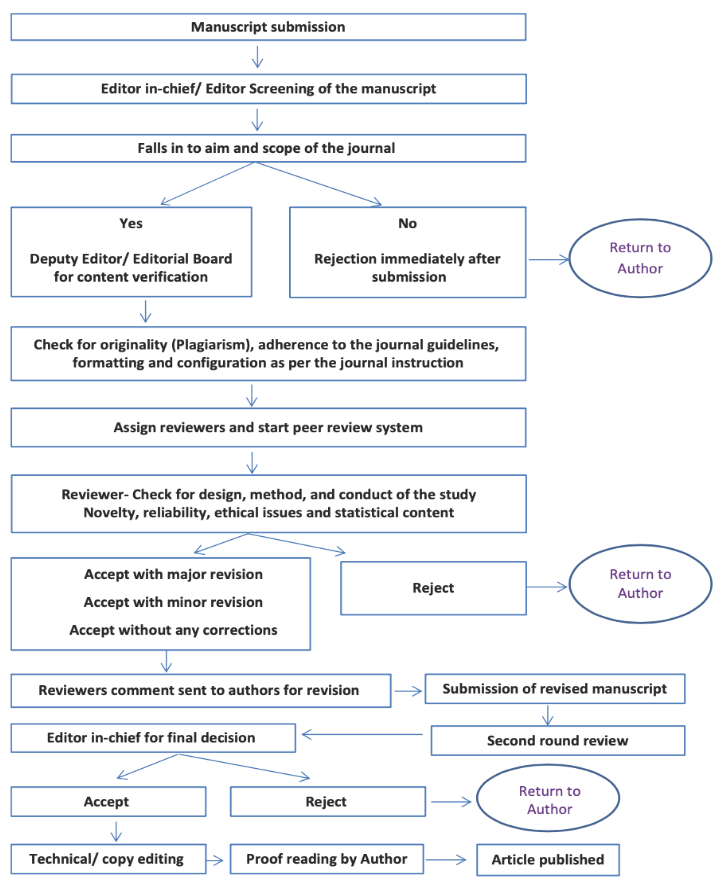 Manuscript submission
Editor in-chief/ Editor Screening of the manuscript
Falls in to aim and scope of the journal
Yes
Deputy Editor/ Editorial Board
for content verification
No
Rejection immediately after
submission
Return to
Author
Check for originality (Plagiarism), adherence to the journal guidelines,
formatting and configuration as per the journal instruction
Assign reviewers and start peer review system
Reviewer- Check for design, method, and conduct of the study
Novelty, reliability, ethical issues and statistical content
Accept with major revision
Accept with minor revision
Accept without any corrections
Reject
Return to
Author
Reviewers comment sent to authors for revision
Submission of revised manuscript
Editor in-chief for final decision
Second round review
Accept
Reject
Return to
Author
Technical/ copy editing
Proof reading by Author
Article published